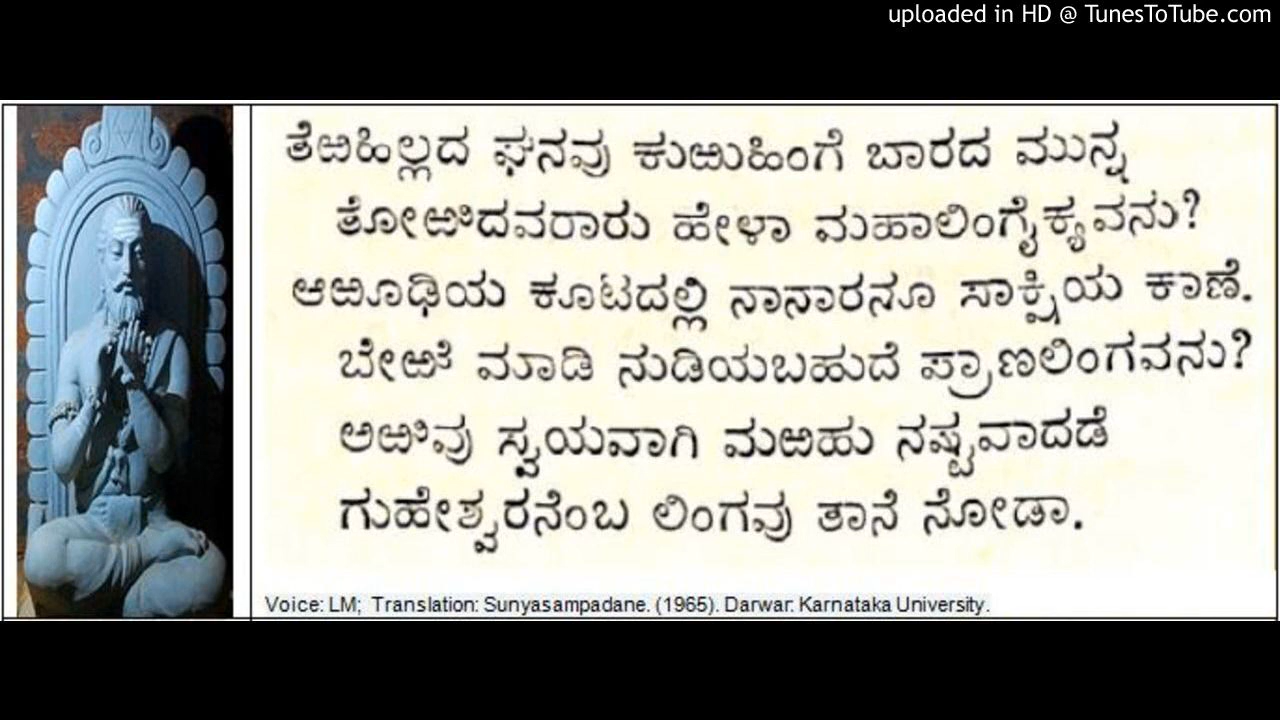 uploaded in HD @ TunesToTube.com
ತೆಱಹಿಲ್ಲದ ಘನವು ಕುಱುಹಿಂಗೆ ಬಾರದ ಮುನ್ನ
ತೋಱಿದವರಾರು ಹೇಳಾ ಮಹಾಲಿಂಗೈಕ್ಯವನು?
ಆಱೂಢಿಯ ಕೂಟದಲ್ಲಿ ನಾನಾರನೂ ಸಾಕ್ಷಿಯ ಕಾಣೆ.
ಬೇಱೆ ಮಾಡಿ ನುಡಿಯಬಹುದೆ ಪ್ರಾಣಲಿಂಗವನು?
ಅಱಿವು ಸ್ವಯವಾಗಿ ಮಱಹು ನಷ್ಟವಾದಡೆ
ಗುಹೇಶ್ವರನೆಂಬ ಲಿಂಗವು ತಾನೆ ನೋಡಾ.
Voice: LM; Translation: Sunyasampadane. (1965). Darwar: Karnataka University.